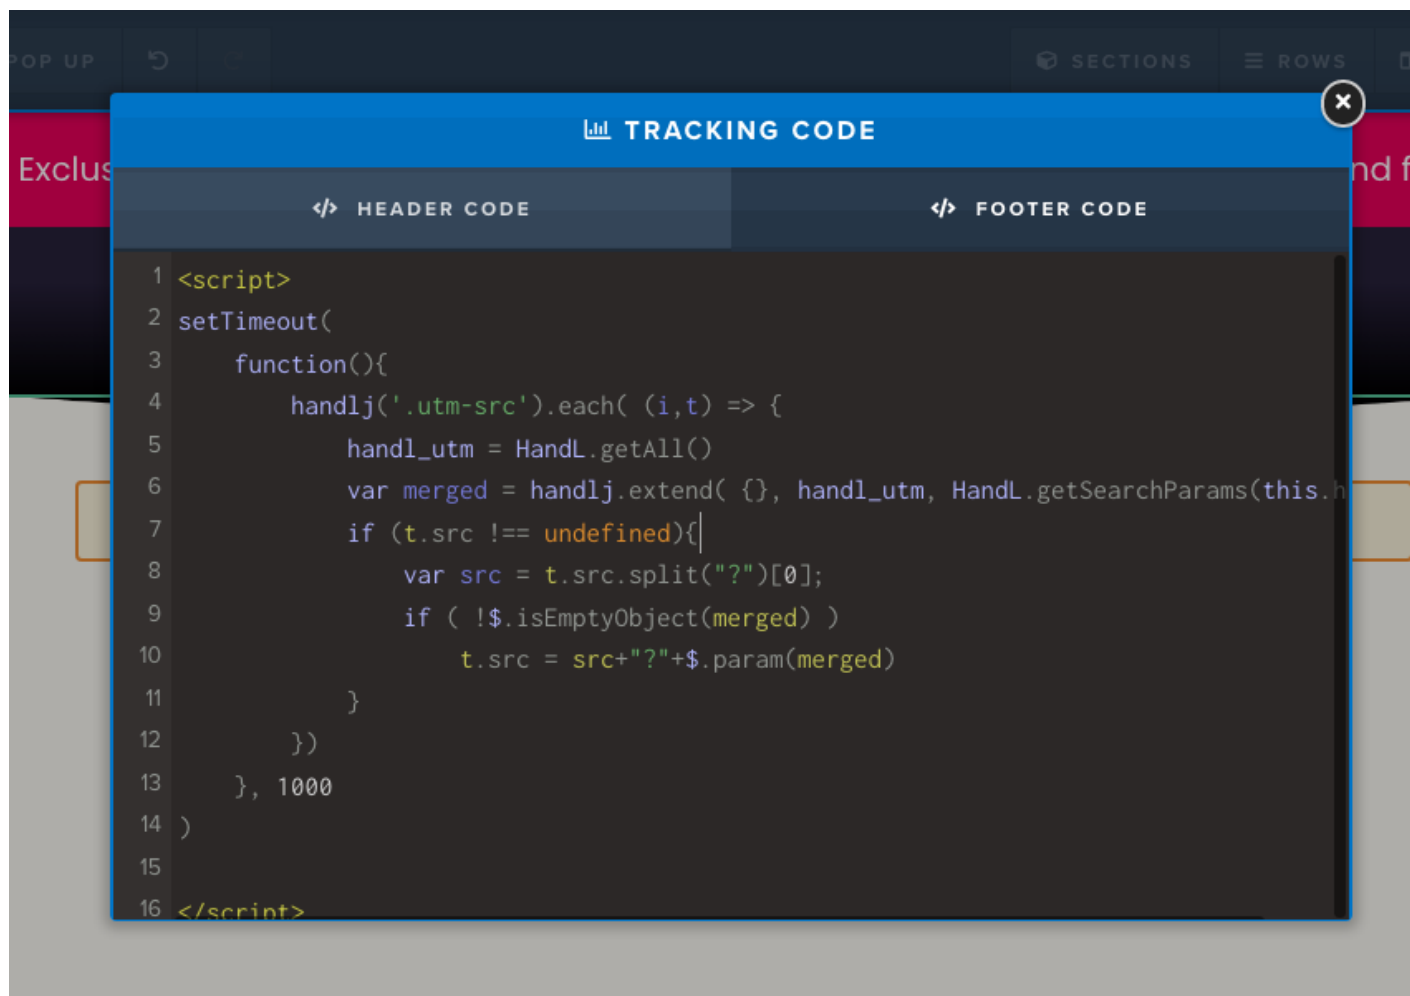 POP UP
SECTIONS
ROWS
TRACKING CODE
Exclus
nd f
</> HEADER CODE
</> FOOTER CODE
1 <script>
2 setTimeout(
3     function(){
4         handlj('.utm-src').each( (i,t) => {
5             handl_utm = HandL.getAll()
6             var merged = handlj.extend( {}, handl_utm, HandL.getSearchParams(this.h
7             if (t.src !== undefined){
8                 var src = t.src.split("?")[0];
9                 if ( !$.isEmptyObject(merged) )
10                     t.src = src+"?"+$.param(merged)
11             }
12         })
13     }, 1000
14 )
15
16 </script>